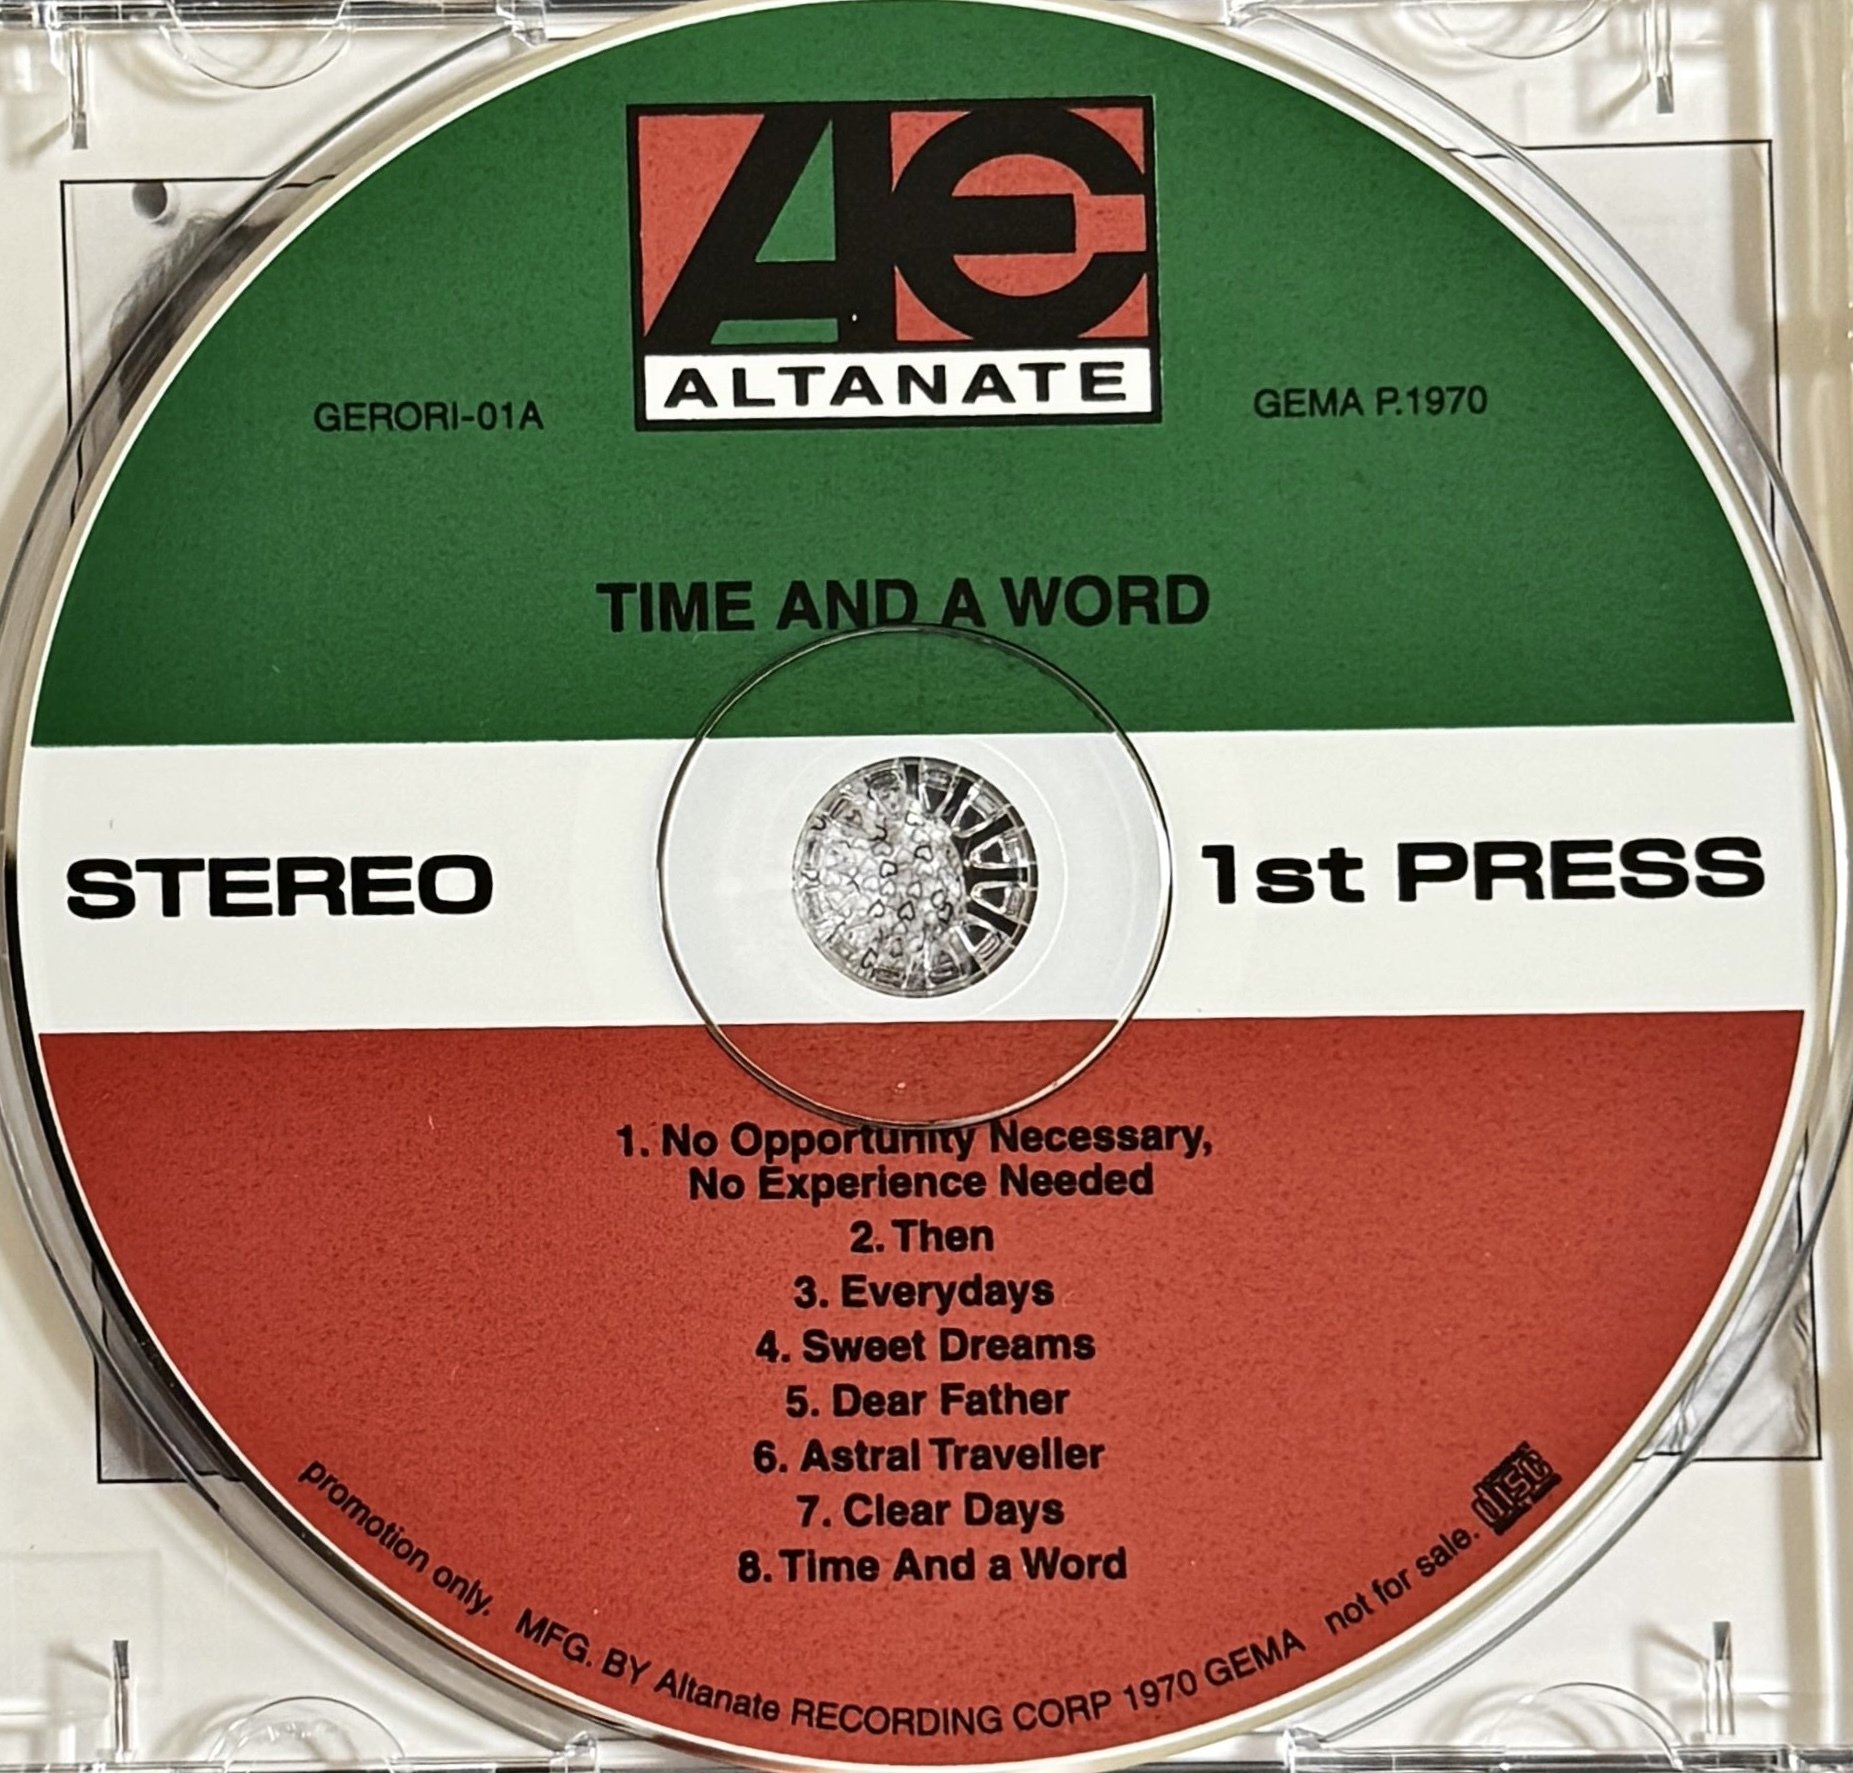 AE
ALTANATE
GERORI-01A
GEMA P.1970
TIME AND A WORD
STEREO
1st PRESS
1. No Opportunity Necessary,
No Experience Needed
2. Then
3. Everydays
4. Sweet Dreams
5. Dear Father
6. Astral Traveller
7. Clear Days
8. Time And a Word
promotion only. MFG. BY Altanate RECORDING CORP 1970 GEMA not for sale.
disc